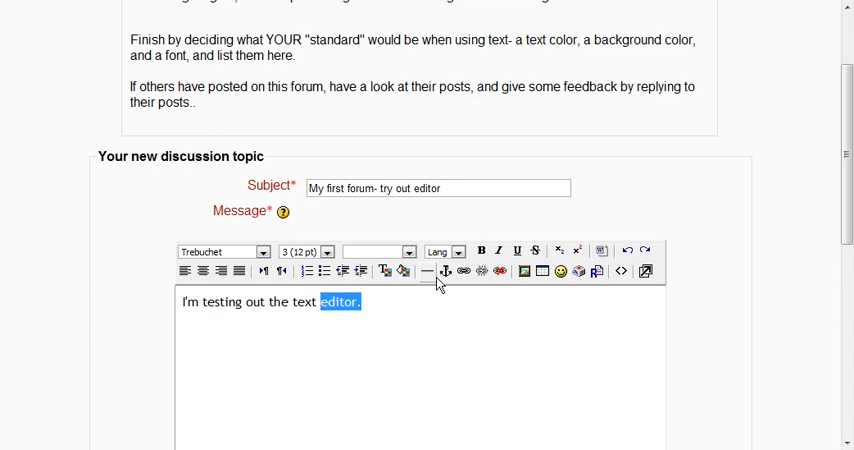 Finish by deciding what YOUR "standard" would be when using text- a text color, a background color,
and a font, and list them here.
If others have posted on this forum, have a look at their posts, and give some feedback by replying to
their posts..
Your new discussion topic
Subject* My first forum- try out editor
Message* ?
Trebuchet 3 (12 pt) Lang B I U S x₂ x² W
I'm testing out the text editor.